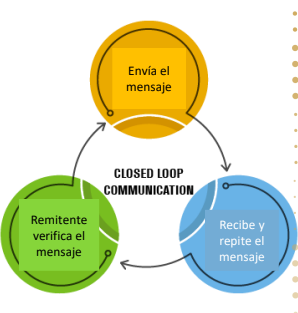 Envía el
mensaje
CLOSED LOOP
COMMUNICATION
Remitente
verifica el
mensaje
Recibe y
repite el
mensaje